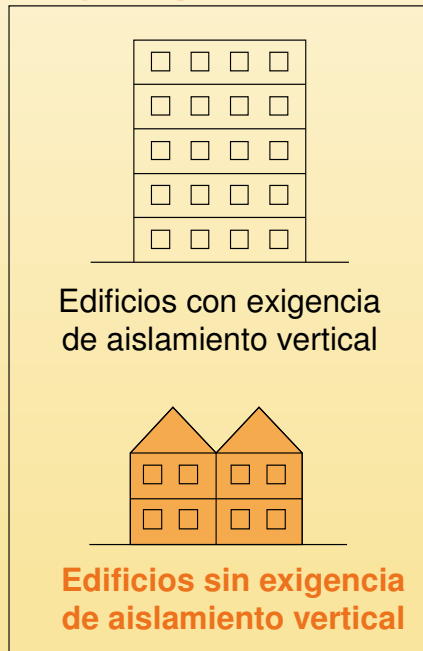 Edificios con exigencia
de aislamiento vertical
Edificios sin exigencia
de aislamiento vertical